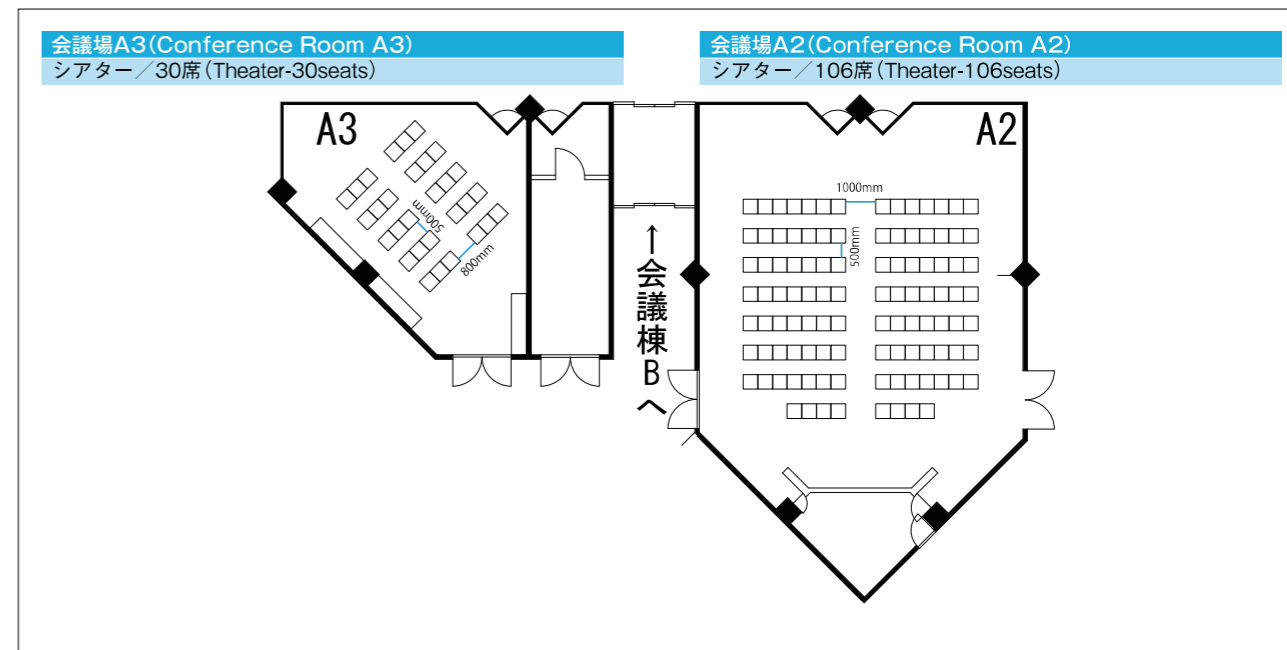 会議場A3(Conference Room A3)
シアター／30席(Theater-30seats)
会議場A2(Conference Room A2)
シアター／106席(Theater-106seats)
A3
A2
500mm
800mm
1000mm
500mm
↑会議棟Bへ